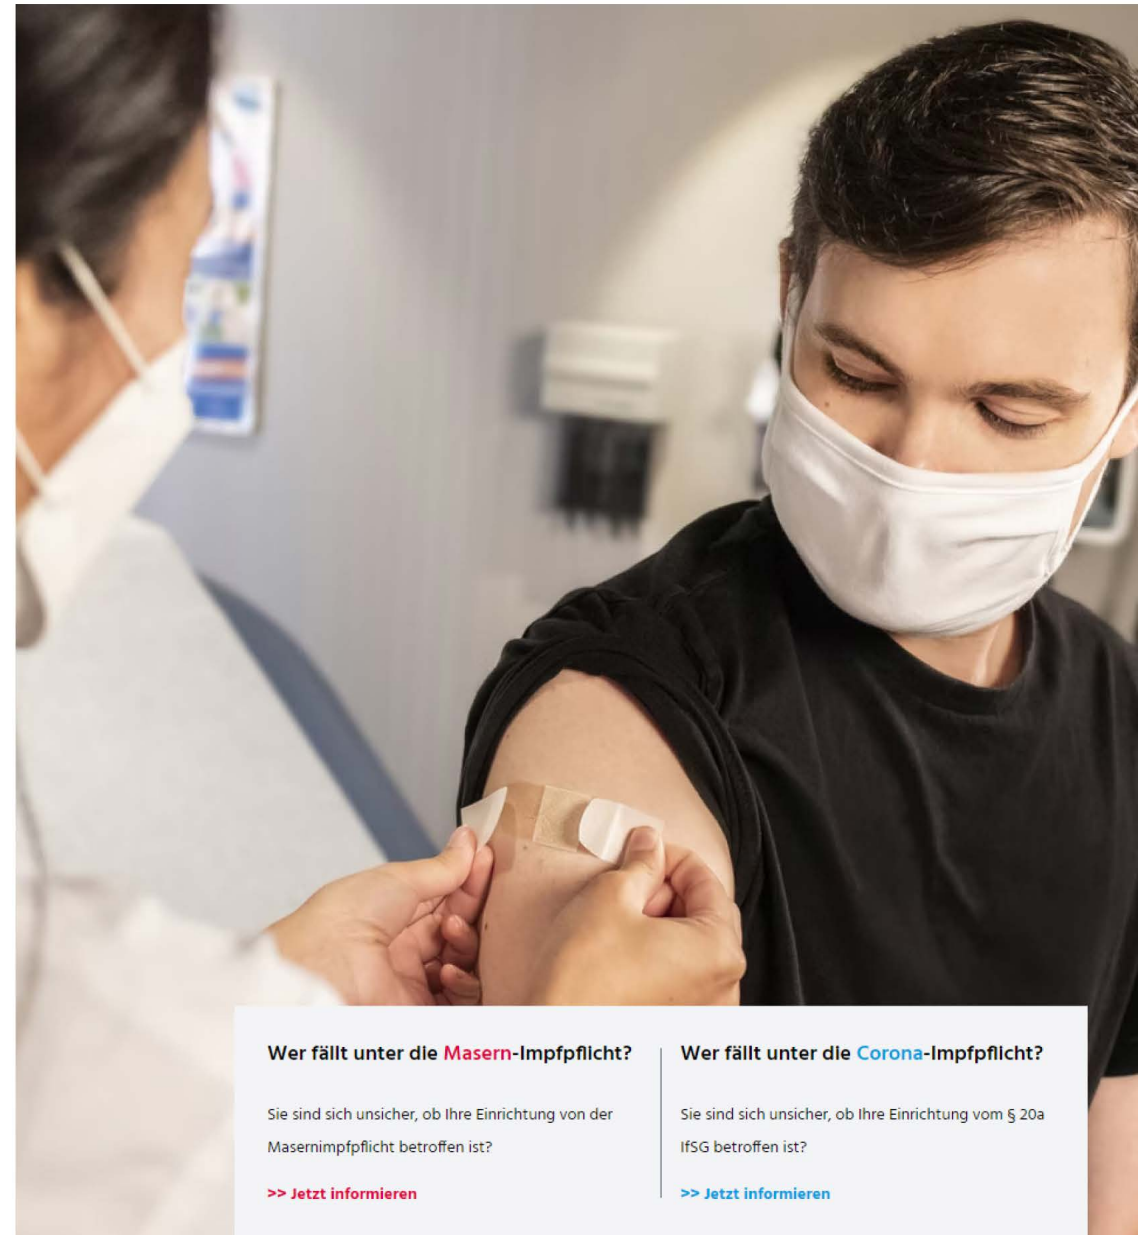 Wer fällt unter die Masern-Impfpflicht?
Sie sind sich unsicher, ob Ihre Einrichtung von der
Masernimpfpflicht betroffen ist?
>> Jetzt informieren
Wer fällt unter die Corona-Impfpflicht?
Sie sind sich unsicher, ob Ihre Einrichtung vom § 20a
IfSG betroffen ist?
>> Jetzt informieren